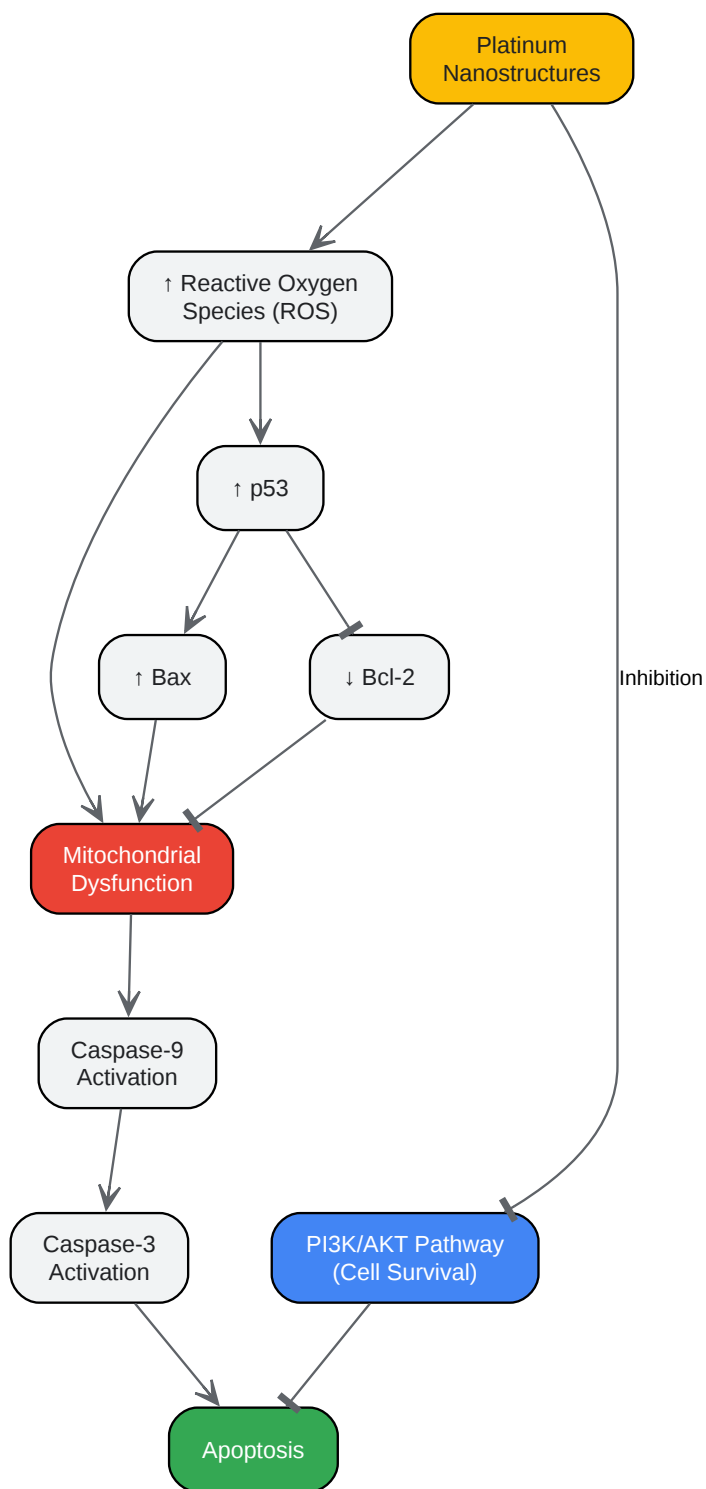 Platinum
Nanostructures
↑ Reactive Oxygen
Species (ROS)
↑ p53
↑ Bax
↓ Bcl-2
Inhibition
Mitochondrial
Dysfunction
Caspase-9
Activation
Caspase-3
Activation
PI3K/AKT Pathway
(Cell Survival)
Apoptosis